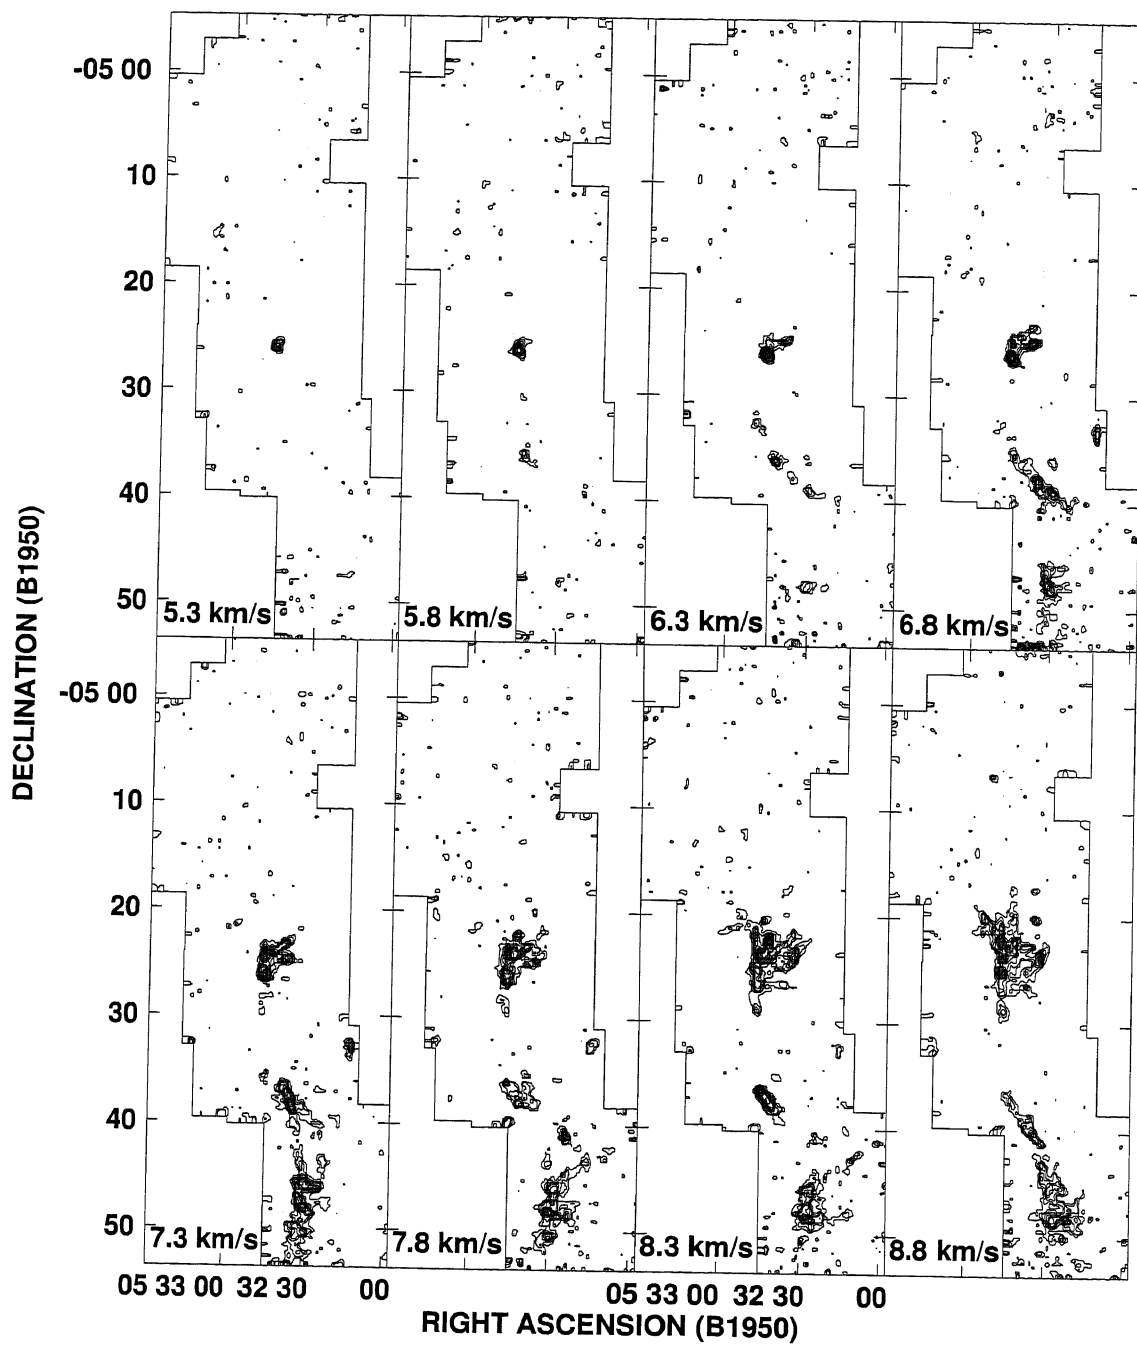 -05 00
10
20
30
40
50
5.3 km/s
5.8 km/s
6.3 km/s
6.8 km/s
DECLINATION (B1950)
-05 00
10
20
30
40
50
7.3 km/s
7.8 km/s
8.3 km/s
8.8 km/s
05 33 00 32 30 00
05 33 00 32 30 00
RIGHT ASCENSION (B1950)